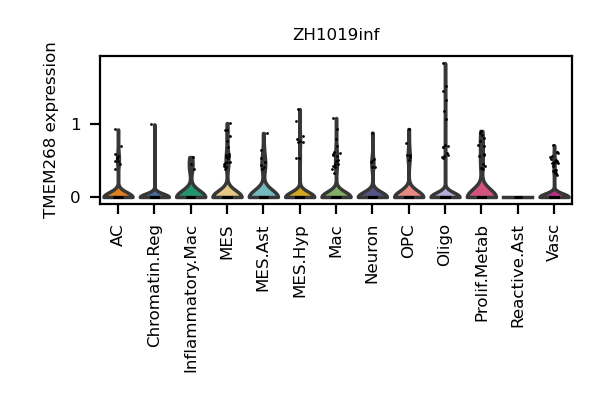 ZH1019inf
TMEM268 expression
1
0
AC
Chromatin.Reg
Inflammatory.Mac
MES
MES.Ast
MES.Hyp
Mac
Neuron
OPC
Oligo
Prolif.Metab
Reactive.Ast
Vasc